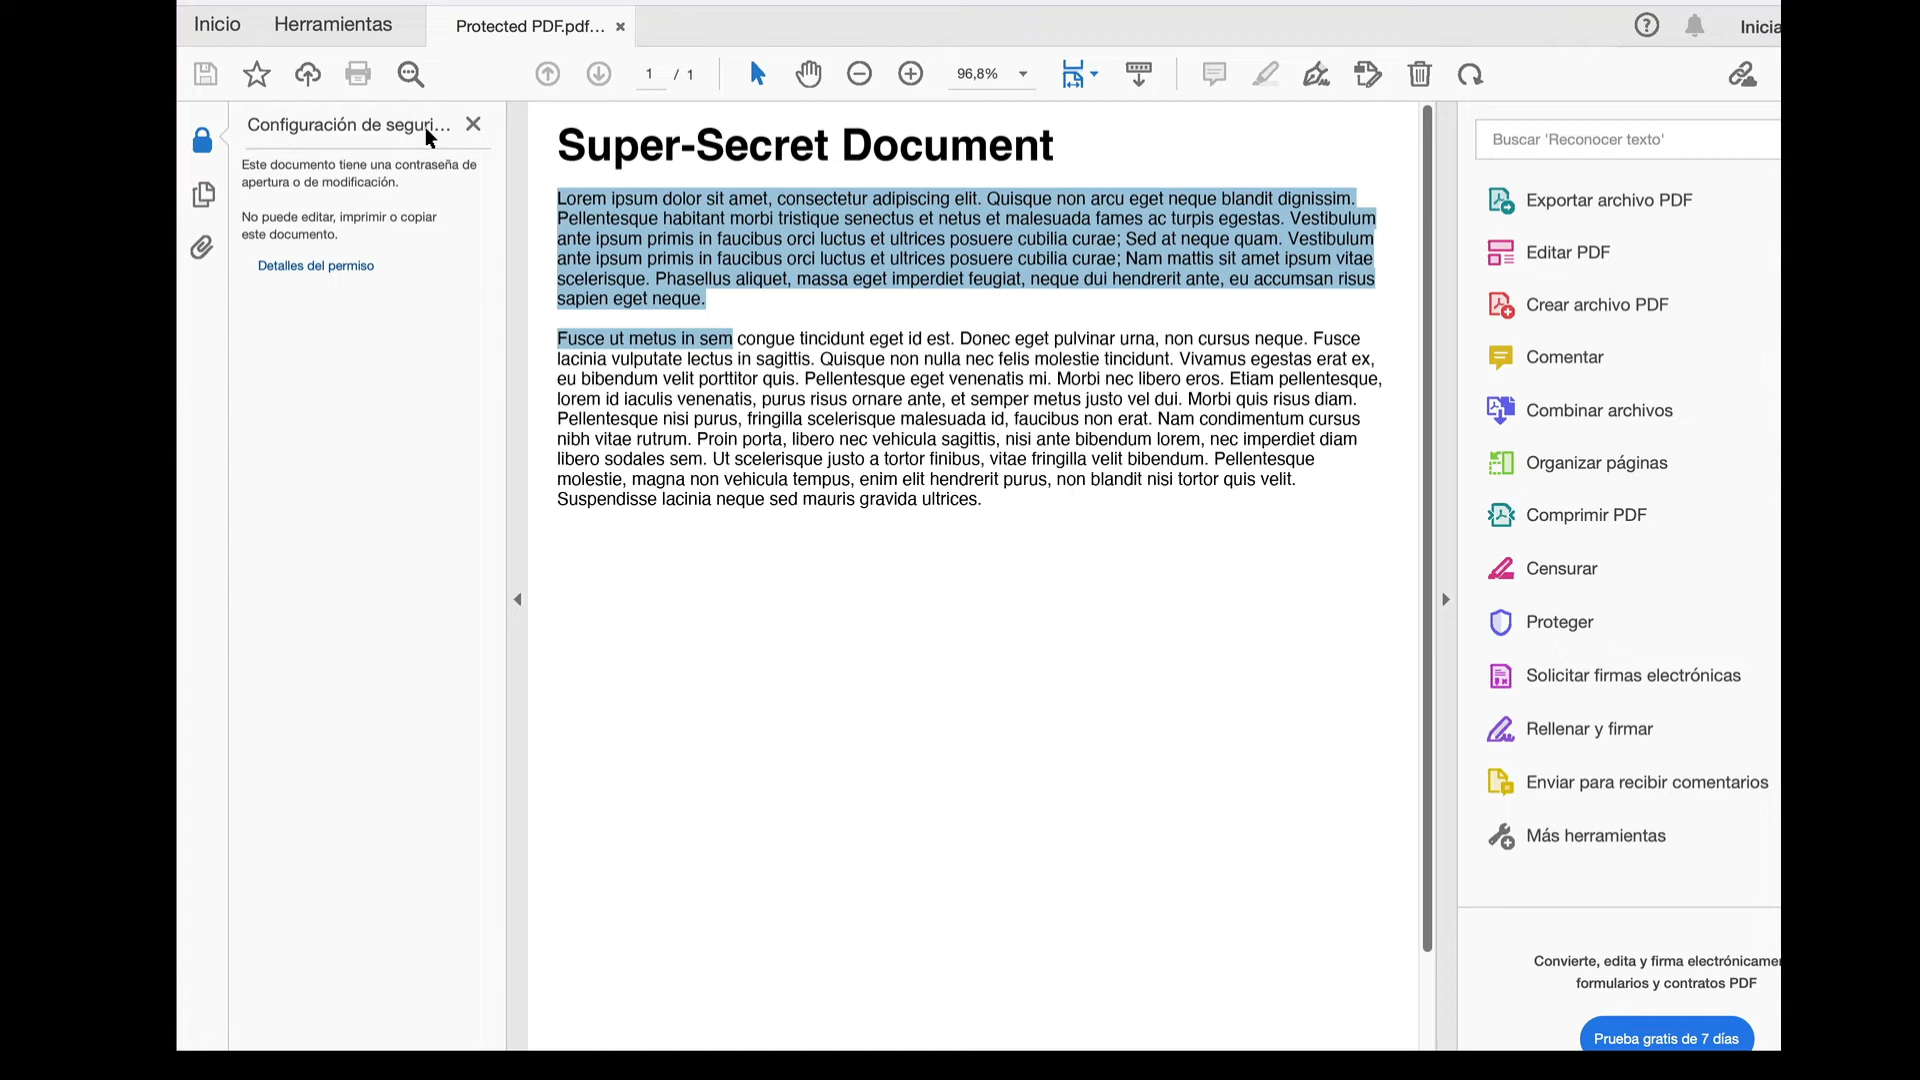 Inicio
Herramientas
Protected PDF.pdf...
Inicia
1 / 1
96,8%
Configuración de seguri...
Este documento tiene una contraseña de
apertura o de modificación.
No puede editar, imprimir o copiar
este documento.
Detalles del permiso
Super-Secret Document
Lorem ipsum dolor sit amet, consectetur adipiscing elit. Quisque non arcu eget neque blandit dignissim.
Pellentesque habitant morbi tristique senectus et netus et malesuada fames ac turpis egestas. Vestibulum
ante ipsum primis in faucibus orci luctus et ultrices posuere cubilia curae; Sed at neque quam. Vestibulum
ante ipsum primis in faucibus orci luctus et ultrices posuere cubilia curae; Nam mattis sit amet ipsum vitae
scelerisque. Phasellus aliquet, massa eget imperdiet feugiat, neque dui hendrerit ante, eu accumsan risus
sapien eget neque.
Fusce ut metus in sem congue tincidunt eget id est. Donec eget pulvinar urna, non cursus neque. Fusce
lacinia vulputate lectus in sagittis. Quisque non nulla nec felis molestie tincidunt. Vivamus egestas erat ex,
eu bibendum velit porttitor quis. Pellentesque eget venenatis mi. Morbi nec libero eros. Etiam pellentesque,
lorem id iaculis venenatis, purus risus ornare ante, et semper metus justo vel dui. Morbi quis risus diam.
Pellentesque nisi purus, fringilla scelerisque malesuada id, faucibus non erat. Nam condimentum cursus
nibh vitae rutrum. Proin porta, libero nec vehicula sagittis, nisi ante bibendum lorem, nec imperdiet diam
libero sodales sem. Ut scelerisque justo a tortor finibus, vitae fringilla velit bibendum. Pellentesque
molestie, magna non vehicula tempus, enim elit hendrerit purus, non blandit nisi tortor quis velit.
Suspendisse lacinia neque sed mauris gravida ultrices.
Buscar 'Reconocer texto'
Exportar archivo PDF
Editar PDF
Crear archivo PDF
Comentar
Combinar archivos
Organizar páginas
Comprimir PDF
Censurar
Proteger
Solicitar firmas electrónicas
Rellenar y firmar
Enviar para recibir comentarios
Más herramientas
Convierte, edita y firma electrónicame
formularios y contratos PDF
Prueba gratis de 7 días